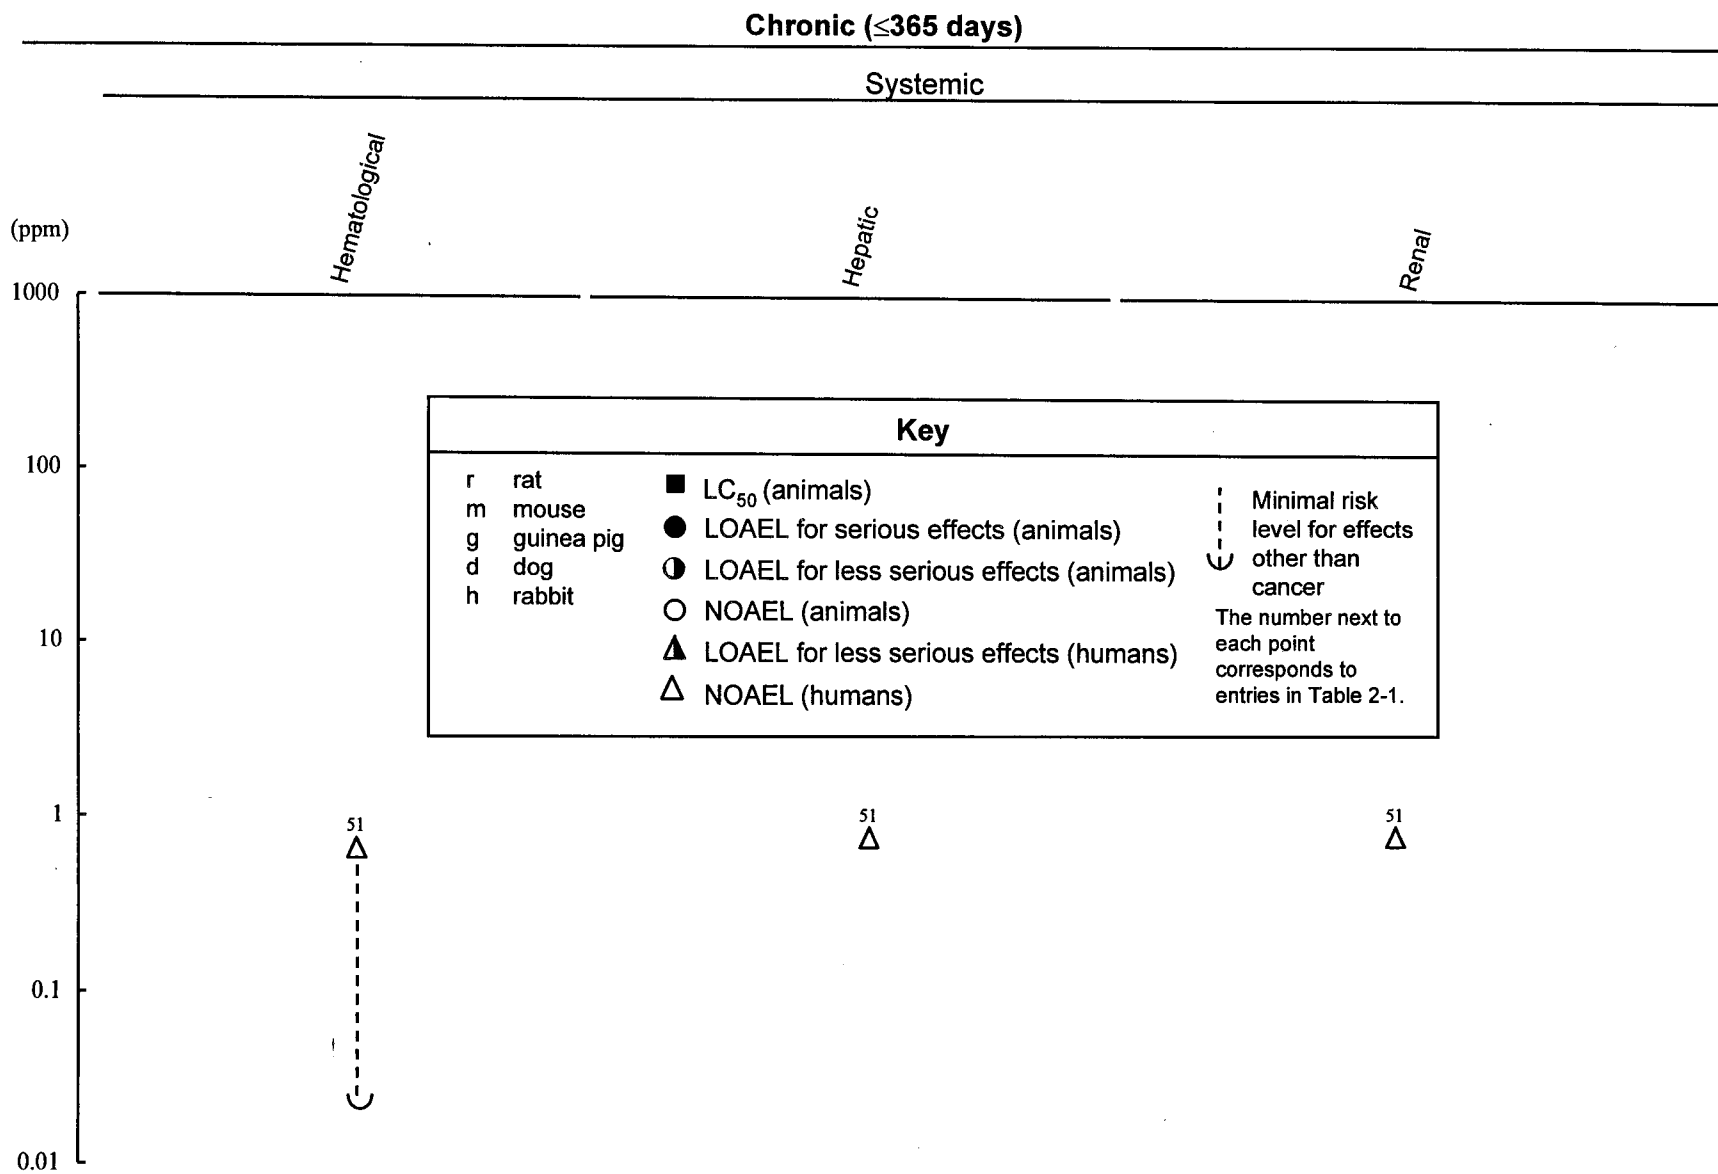 Chronic (≤365 days)
Systemic
Hematological
Hepatic
Renal
(ppm)
1000
100
10
1
0.1
0.01
Key
r rat
m mouse
g guinea pig
d dog
h rabbit
LC50 (animals)
LOAEL for serious effects (animals)
LOAEL for less serious effects (animals)
NOAEL (animals)
LOAEL for less serious effects (humans)
NOAEL (humans)
Minimal risk
level for effects
other than
cancer
The number next to
each point
corresponds to
entries in Table 2-1.
51
51
51